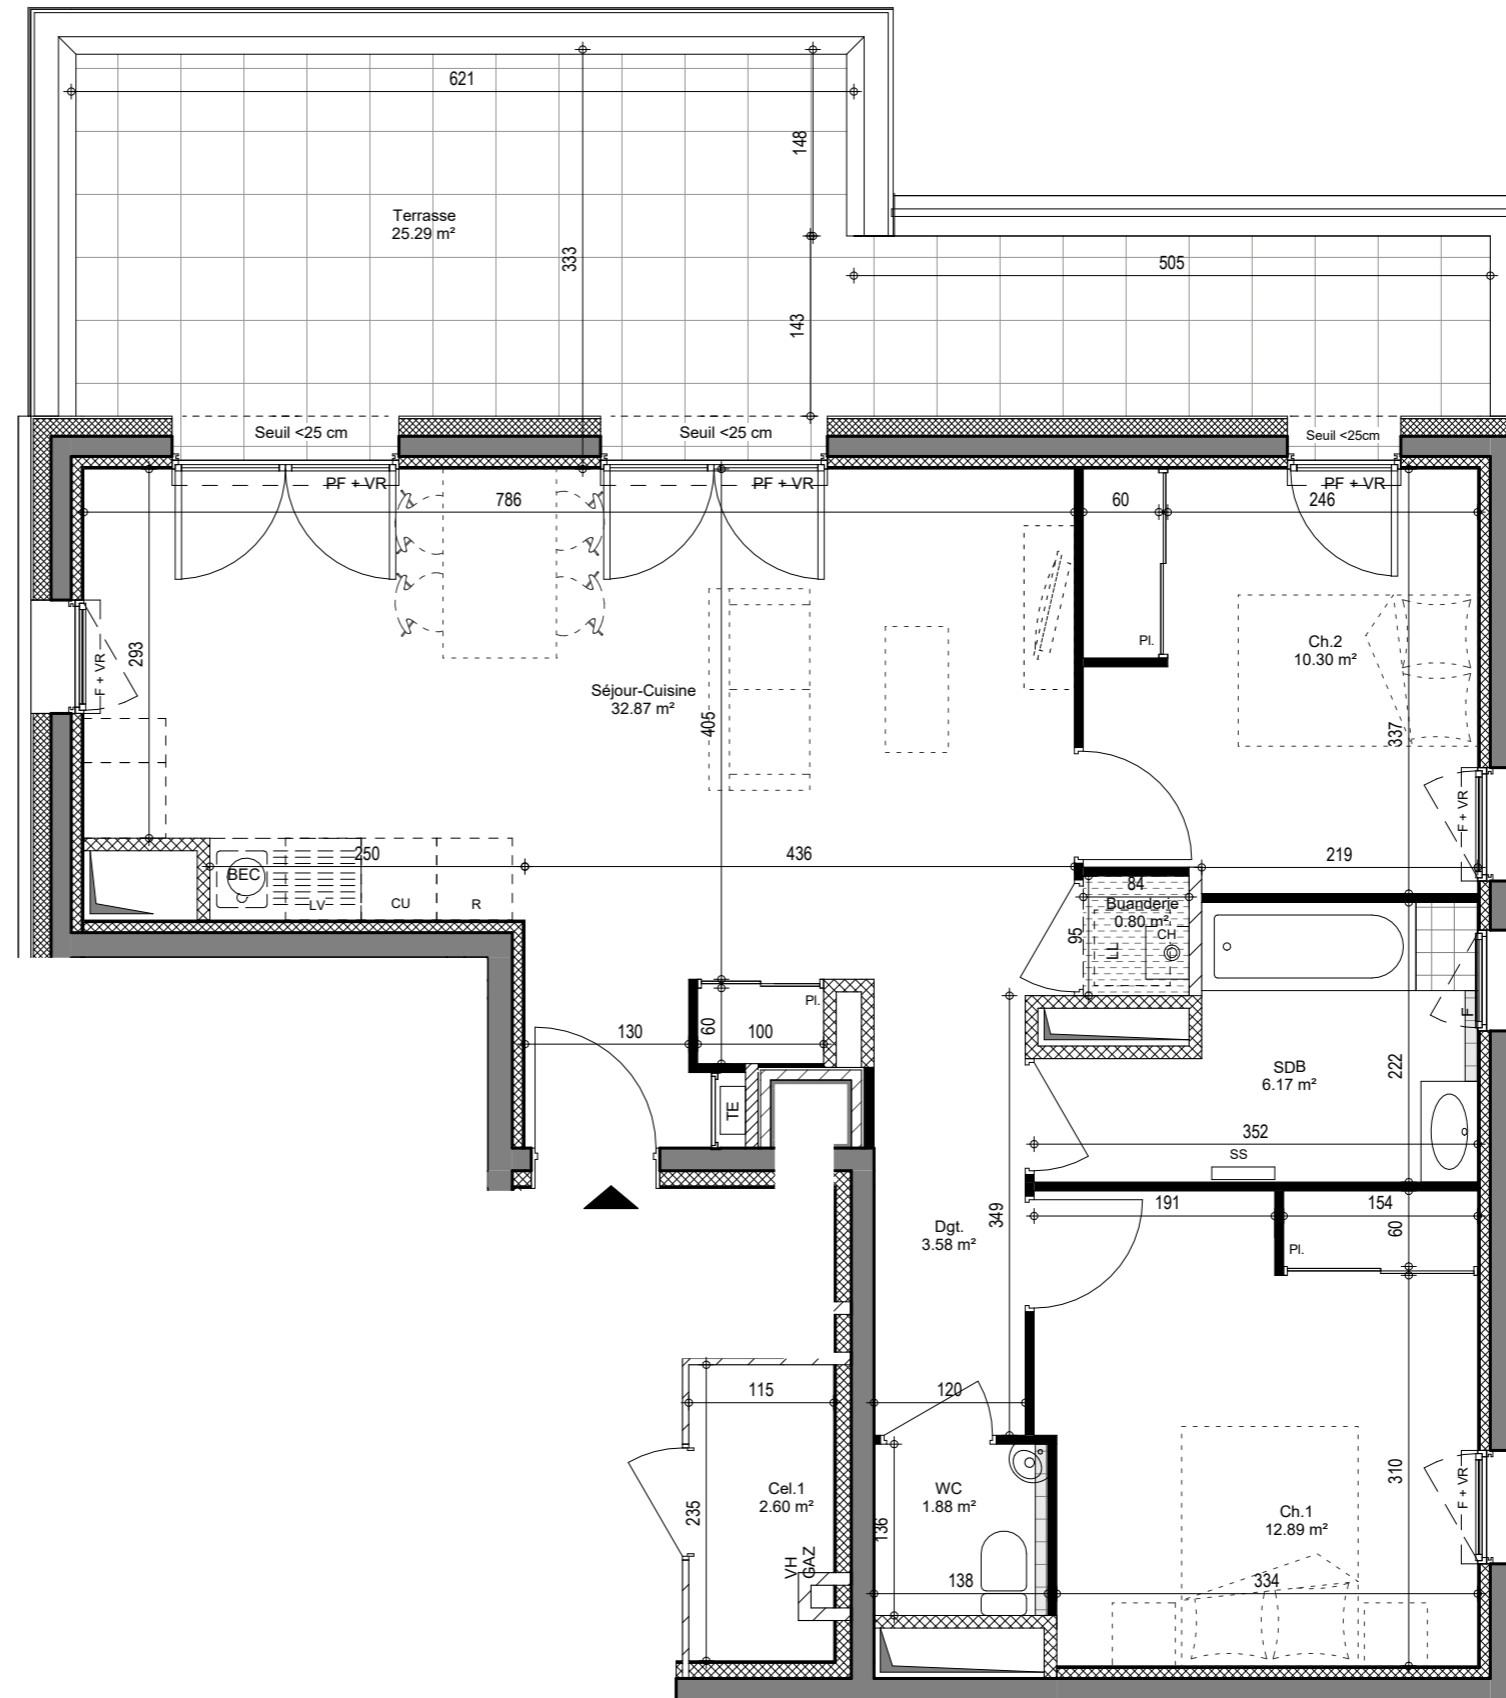 621
148
Terrasse
25.29 m²
333
505
143
Seuil <25 cm
Seuil <25 cm
Seuil <25cm
PF + VR
PF + VR
PF + VR
786
60
246
293
F + VR
Pl.
Ch.2
10.30 m²
Séjour-Cuisine
32.87 m²
405
337
F + VR
250
436
219
BEC
LV
CU
R
84
Buanderie
0.80 m²
CH
LL
95
F
Pl.
60
130
100
TE
SDB
6.17 m²
222
352
SS
191
154
60
Pl.
349
Dgt.
3.58 m²
115
120
235
Cel.1
2.60 m²
VH
GAZ
WC
1.88 m²
136
138
310
F + VR
Ch.1
12.89 m²
334